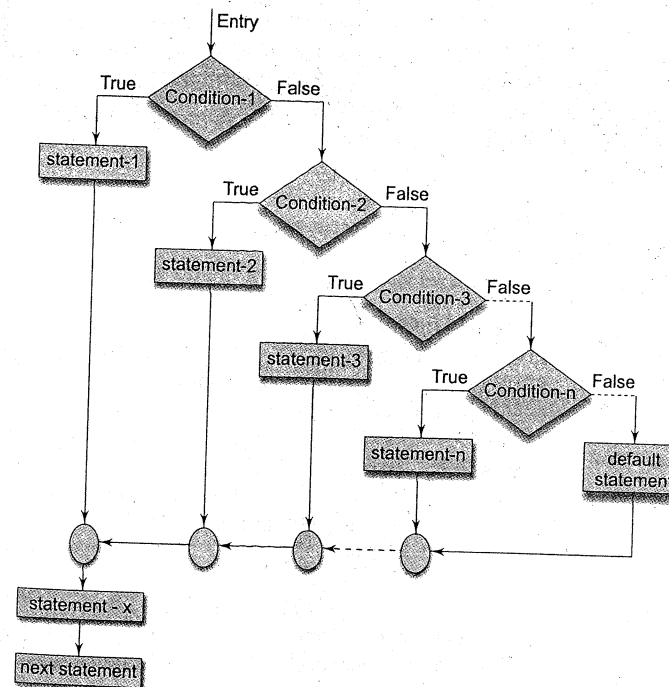 Entry
True
Condition-1
False
statement-1
True
Condition-2
False
statement-2
True
Condition-3
False
statement-3
True
Condition-n
False
statement-n
default
statemen
statement - x
next statement